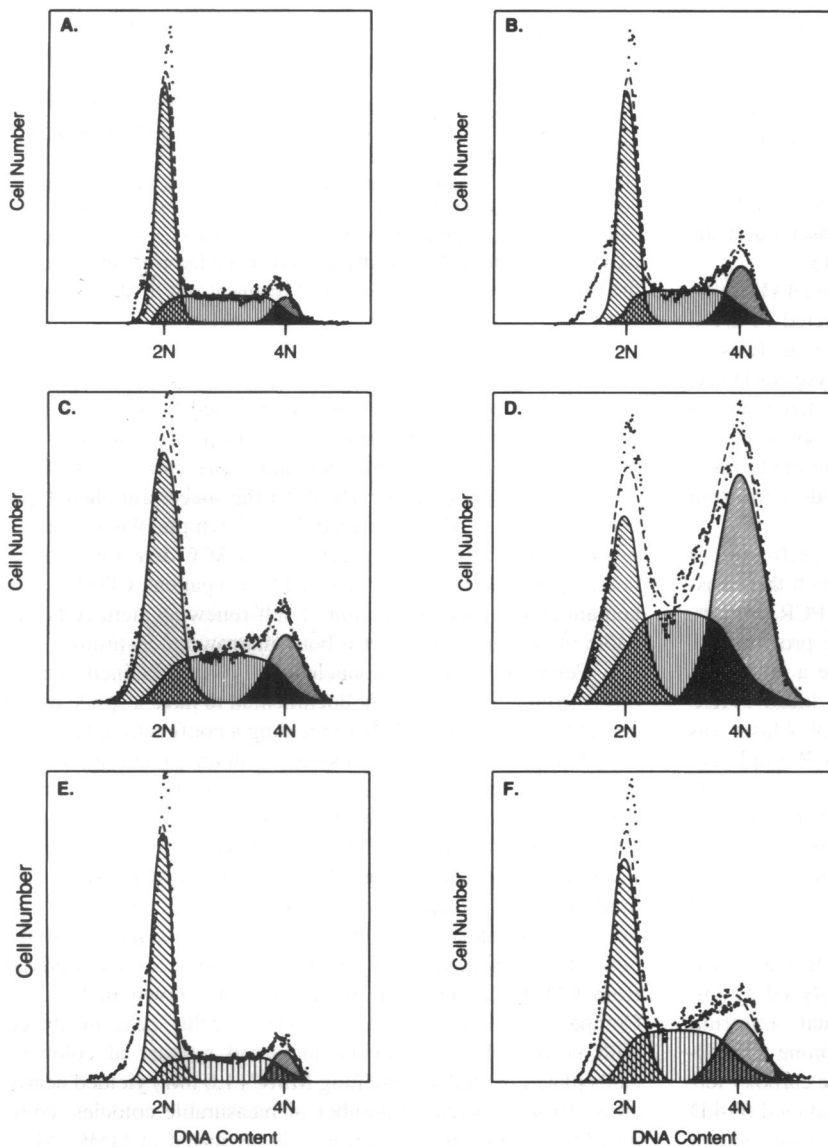 A.
Cell Number
2N 4N
B.
Cell Number
2N 4N
C.
Cell Number
2N 4N
D.
Cell Number
2N 4N
E.
Cell Number
2N 4N
DNA Content
F.
Cell Number
2N 4N
DNA Content